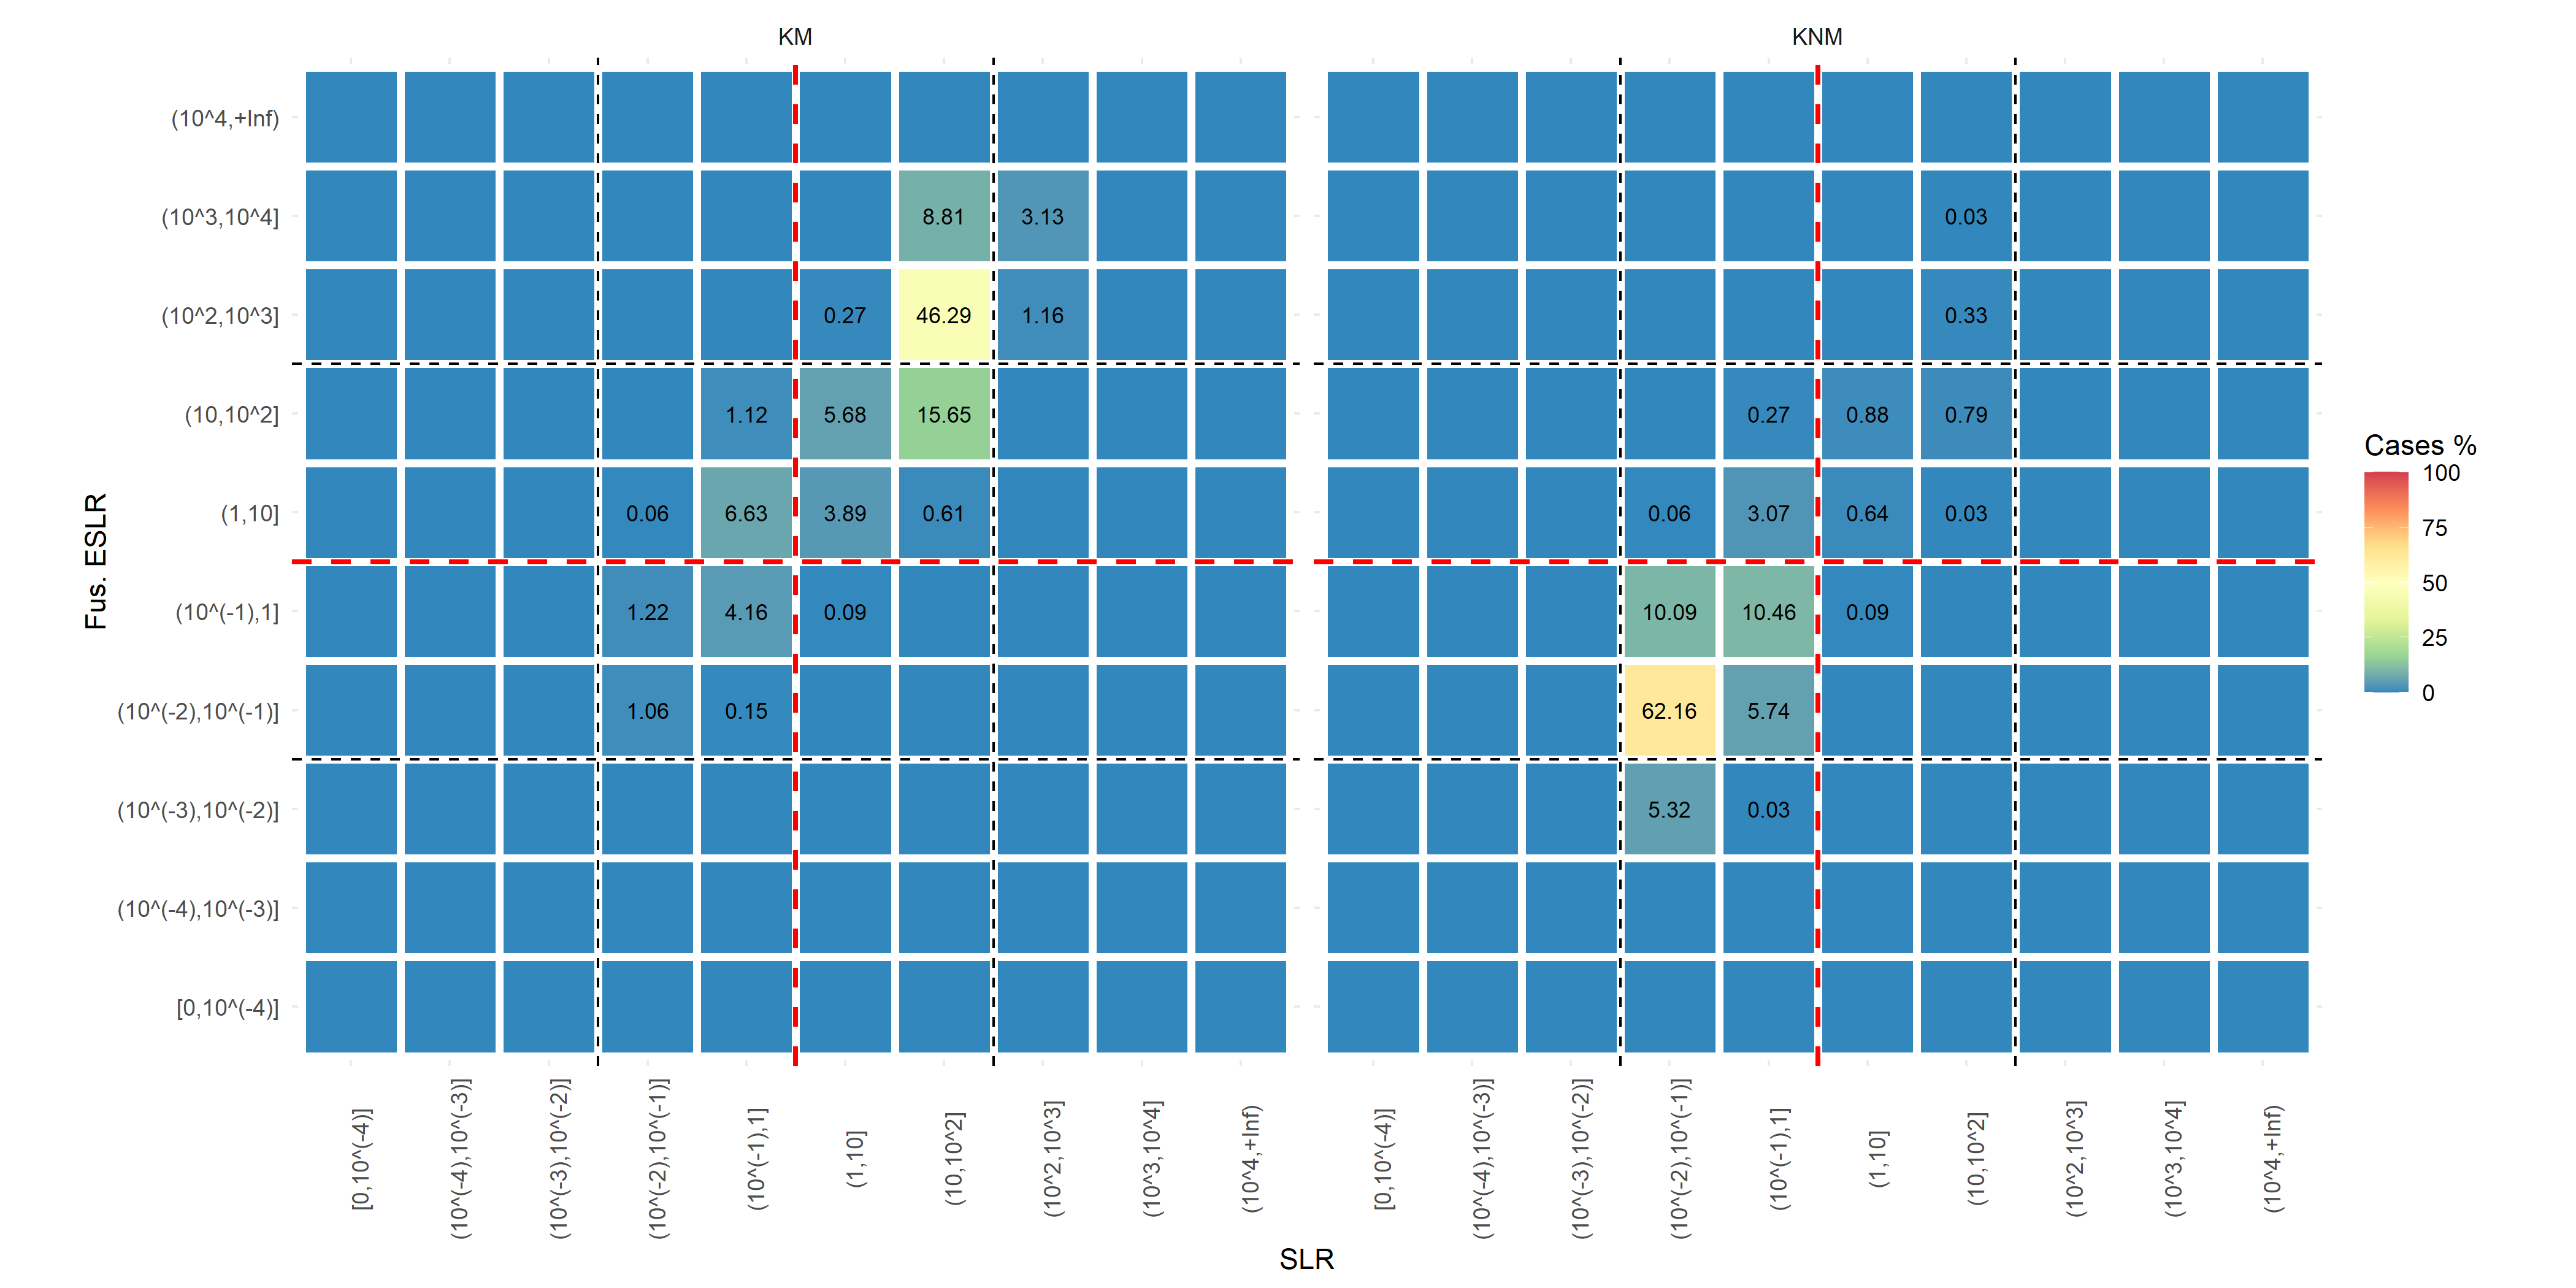 KM KNM
(10^4,+Inf)
(10^3,10^4] 8.81 3.13 0.03
(10^2,10^3] 0.27 46.29 1.16 0.33
(10,10^2] 1.12 5.68 15.65 0.27 0.88 0.79
(1,10] 0.06 6.63 3.89 0.61 0.06 3.07 0.64 0.03
(10^(-1),1] 1.22 4.16 0.09 10.09 10.46 0.09
(10^(-2),10^(-1)] 1.06 0.15 62.16 5.74
(10^(-3),10^(-2)] 5.32 0.03
(10^(-4),10^(-3)]
[0,10^(-4)]
Fus. ESLR
[0,10^(-4)]
(10^(-4),10^(-3)]
(10^(-3),10^(-2)]
(10^(-2),10^(-1)]
(10^(-1),1]
(1,10]
(10,10^2]
(10^2,10^3]
(10^3,10^4]
(10^4,+Inf)
[0,10^(-4)]
(10^(-4),10^(-3)]
(10^(-3),10^(-2)]
(10^(-2),10^(-1)]
(10^(-1),1]
(1,10]
(10,10^2]
(10^2,10^3]
(10^3,10^4]
(10^4,+Inf)
SLR
Cases %
100
75
50
25
0